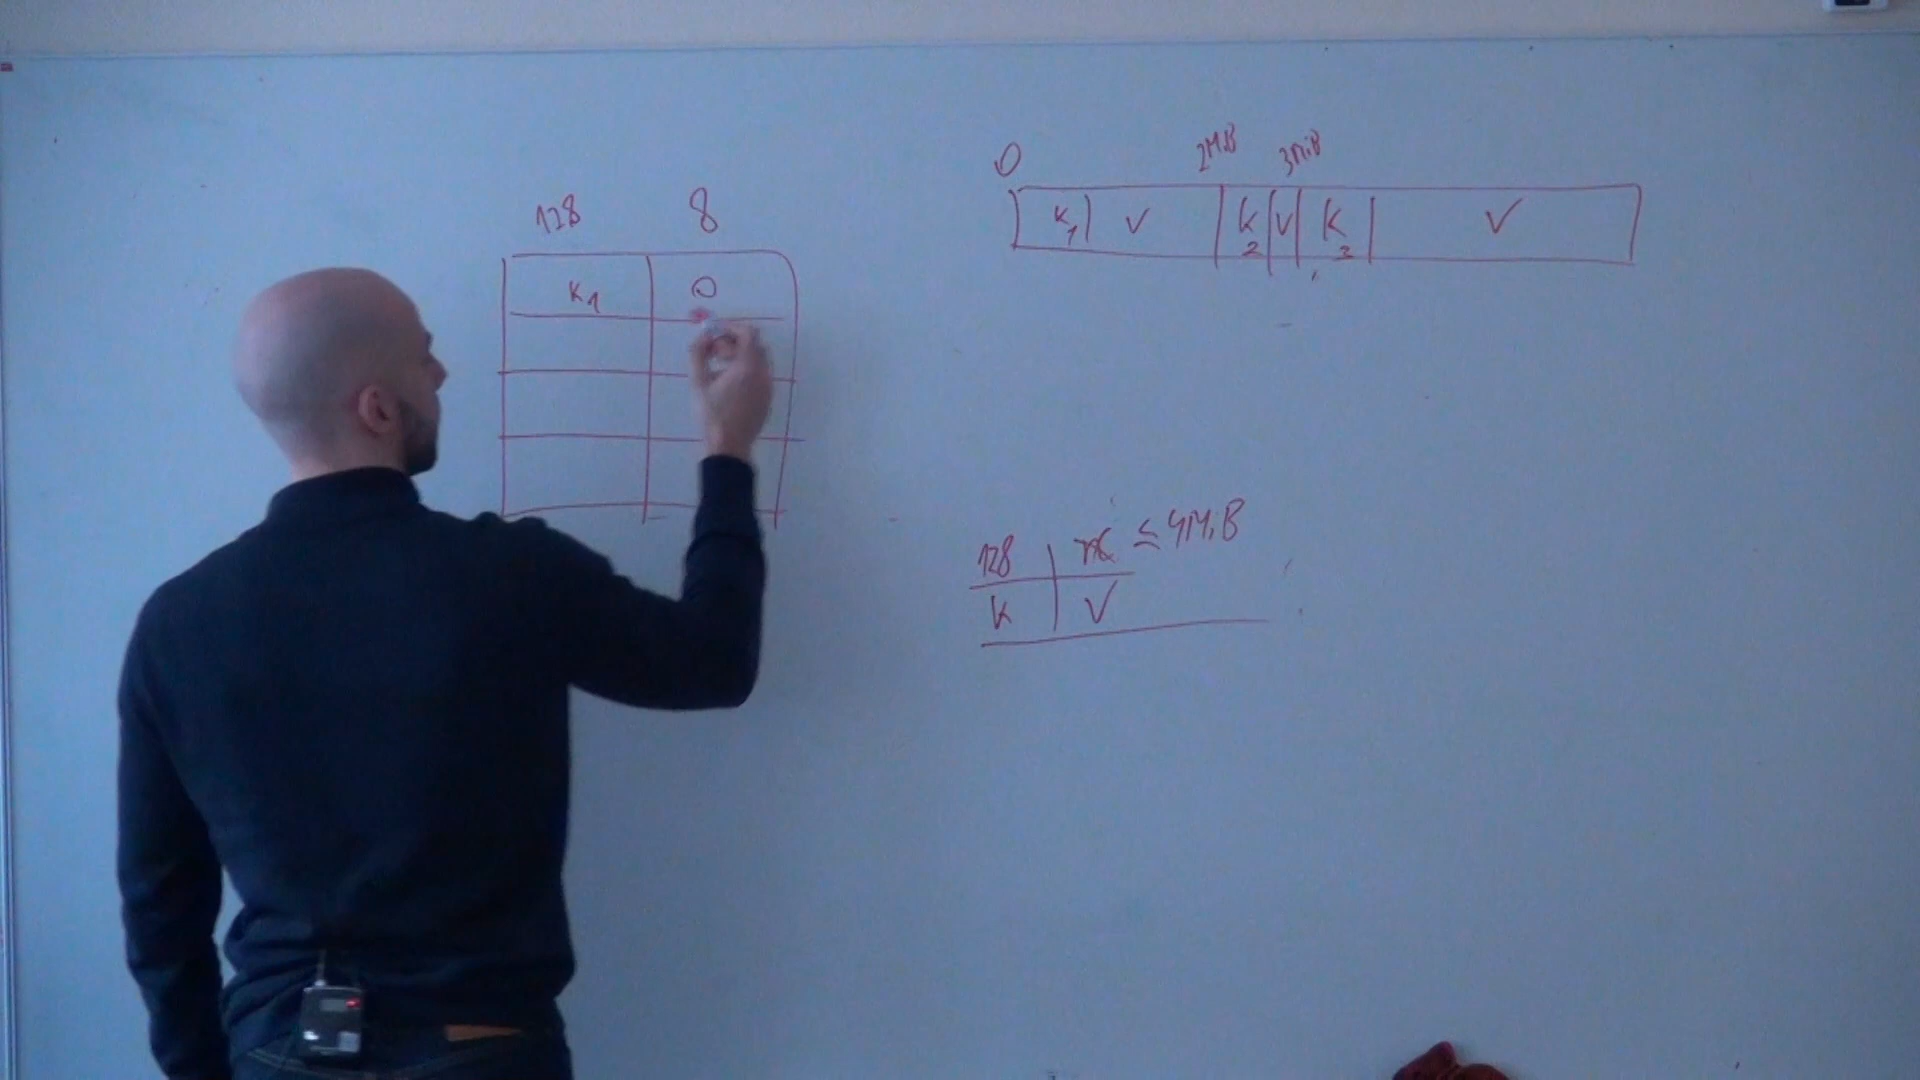 128 8
K1 0
0 2MiB 3MiB
K1 V K2 V K3 V
128 ≤4MiB
K V